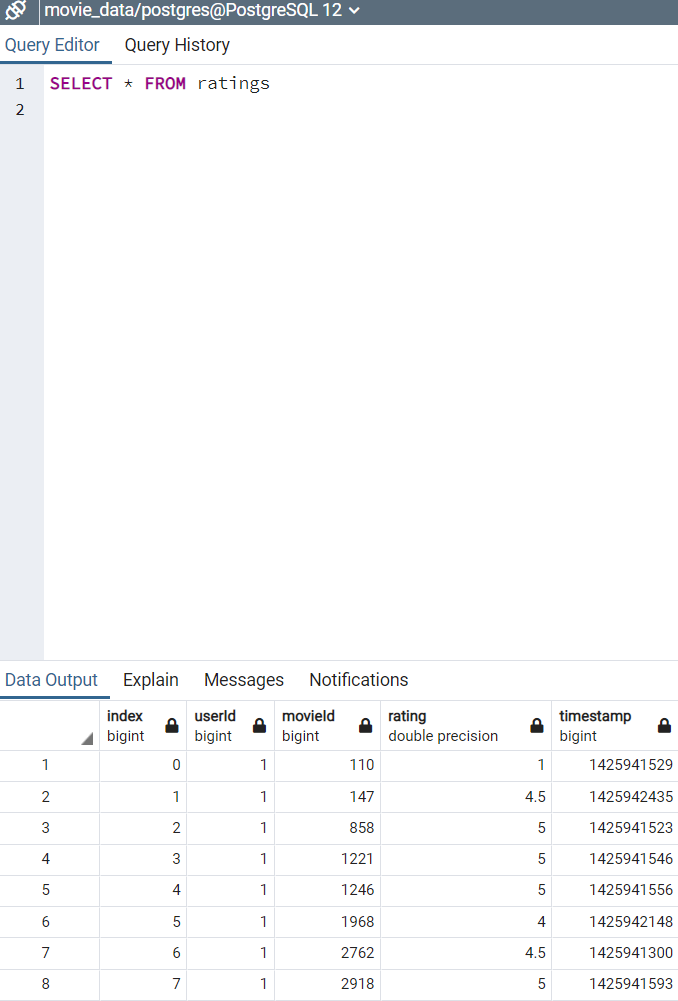 movie_data/postgres@PostgreSQL 12
Query Editor Query History
1 SELECT * FROM ratings
2
Data Output Explain Messages Notifications
index userId movieId rating timestamp
bigint bigint bigint double precision bigint
1 0 1 110 1 1425941529
2 1 1 147 4.5 1425942435
3 2 1 858 5 1425941523
4 3 1 1221 5 1425941546
5 4 1 1246 5 1425941556
6 5 1 1968 4 1425942148
7 6 1 2762 4.5 1425941300
8 7 1 2918 5 1425941593